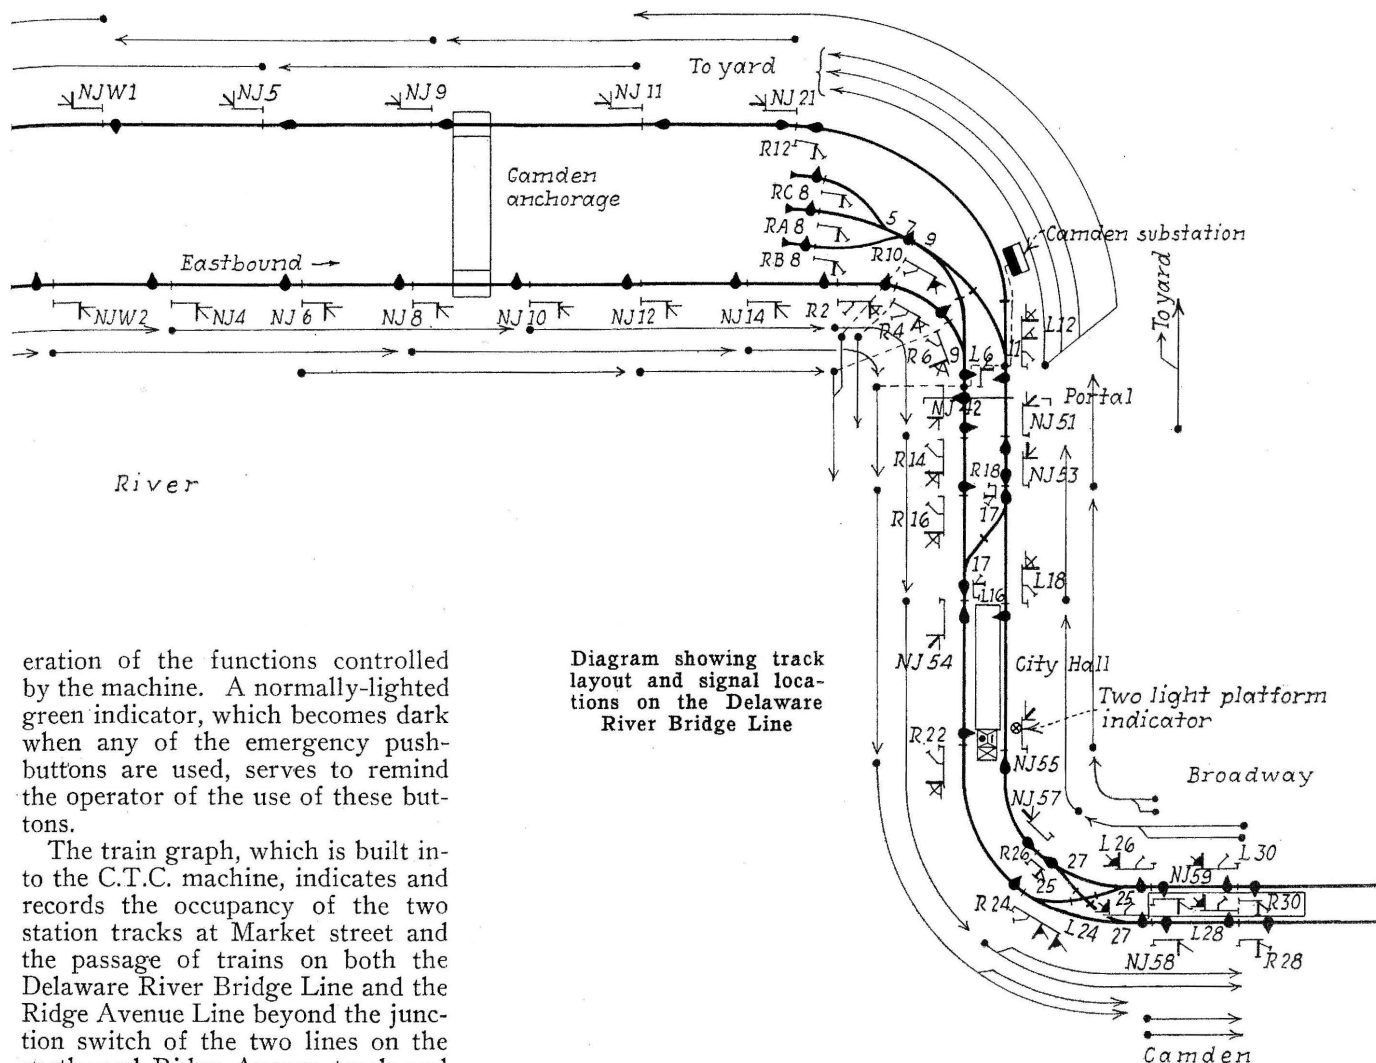 To yard
NJW1
NJ5
NJ9
NJ11
NJ21
R12
Camden
anchorage
RC8
RA8
RB8
5
7
9
R10
Camden substation
Eastbound →
NJW2
NJ4
NJ6
NJ8
NJ10
NJ12
NJ14
R2
R4
R6
9
L6
11
L12
To yard
NJ42
Portal
NJ51
River
R14
R18
NJ53
R16
17
17
L16
L18
NJ54
City Hall
Two light platform
indicator
R22
NJ55
Broadway
NJ57
R26
27
L26
L30
25
NJ59
25
R30
R24
L24
27
NJ58
L28
R28
Camden
eration of the functions controlled
by the machine. A normally-lighted
green indicator, which becomes dark
when any of the emergency push-
buttons are used, serves to remind
the operator of the use of these but-
tons.
The train graph, which is built in-
to the C.T.C. machine, indicates and
records the occupancy of the two
station tracks at Market street and
the passage of trains on both the
Delaware River Bridge Line and the
Ridge Avenue Line beyond the junc-
tion switch of the two lines on the
Diagram showing track
layout and signal loca-
tions on the Delaware
River Bridge Line